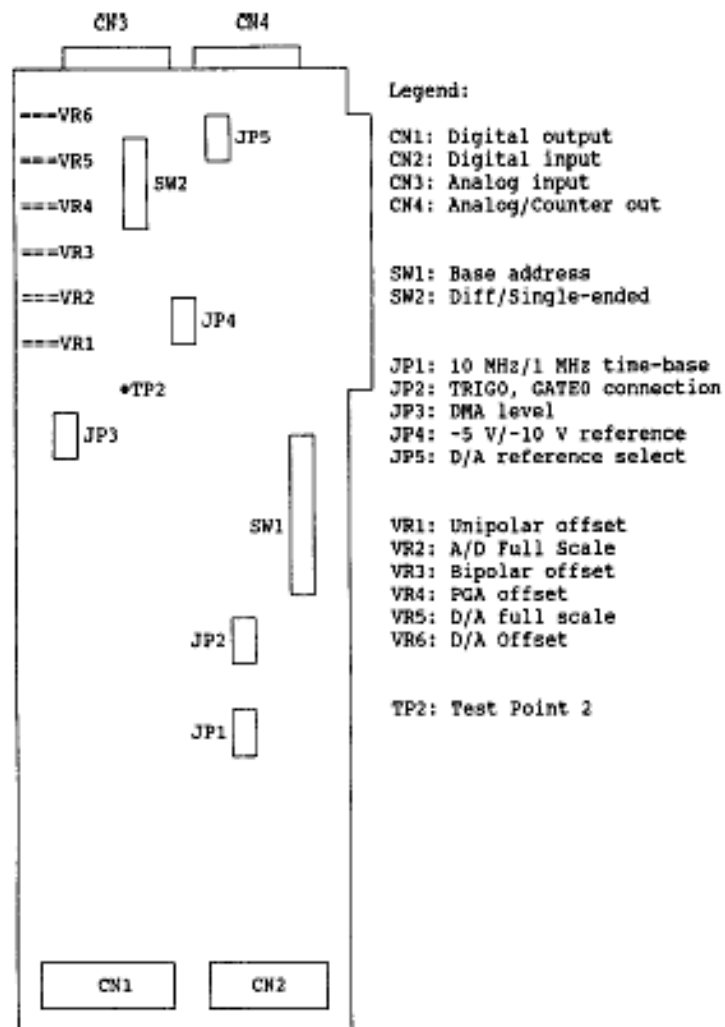 CN3
CN4
===VR6
===VR5
===VR4
===VR3
===VR2
===VR1
JP5
SW2
JP4
TP2
JP3
SW1
JP2
JP1
CN1
CN2
Legend:
CN1: Digital output
CN2: Digital input
CN3: Analog input
CN4: Analog/Counter out
SW1: Base address
SW2: Diff/Single-ended
JP1: 10 MHz/1 MHz time-base
JP2: TRIG0, GATE0 connection
JP3: DMA level
JP4: -5 V/-10 V reference
JP5: D/A reference select
VR1: Unipolar offset
VR2: A/D Full Scale
VR3: Bipolar offset
VR4: PGA offset
VR5: D/A full scale
VR6: D/A Offset
TP2: Test Point 2